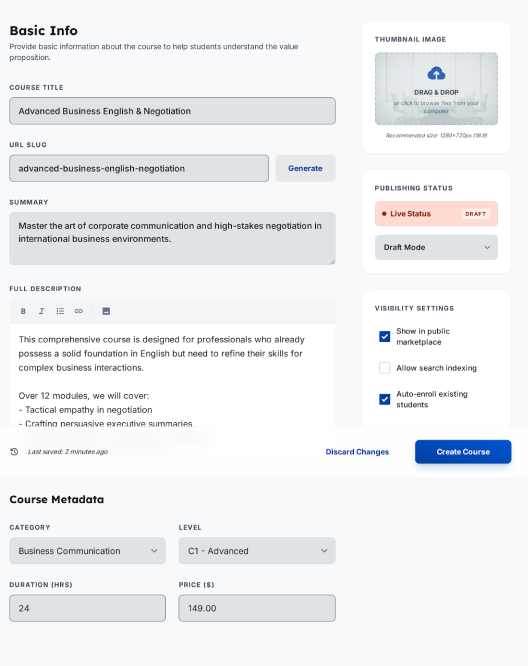 Basic Info
Provide basic information about the course to help students understand the value
proposition.
COURSE TITLE
Advanced Business English & Negotiation
URL SLUG
advanced-business-english-negotiation
Generate
SUMMARY
Master the art of corporate communication and high-stakes negotiation in
international business environments.
FULL DESCRIPTION
B I
This comprehensive course is designed for professionals who already
possess a solid foundation in English but need to refine their skills for
complex business interactions.
Over 12 modules, we will cover:
- Tactical empathy in negotiation
- Crafting persuasive executive summaries
THUMBNAIL IMAGE
DRAG & DROP
or click to browse files from your
computer
Recommended size: 1280×720px (16:9)
PUBLISHING STATUS
Live Status
DRAFT
Draft Mode
VISIBILITY SETTINGS
Show in public
marketplace
Allow search indexing
Auto-enroll existing
students
Last saved: 2 minutes ago
Discard Changes
Create Course
Course Metadata
CATEGORY
Business Communication
LEVEL
C1 - Advanced
DURATION (HRS)
24
PRICE ($)
149.00